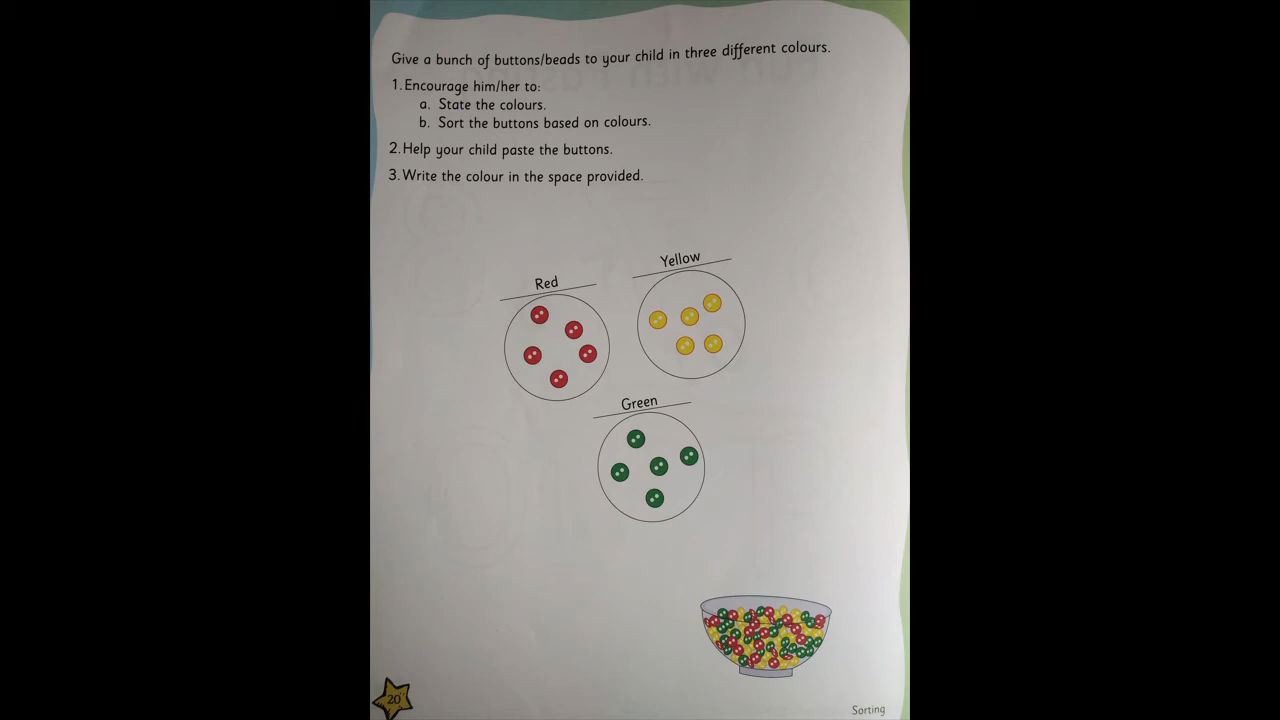 Give a bunch of buttons/beads to your child in three different colours.
1. Encourage him/her to:
a. State the colours.
b. Sort the buttons based on colours.
2. Help your child paste the buttons.
3. Write the colour in the space provided.
Red
Yellow
Green
20
Sorting